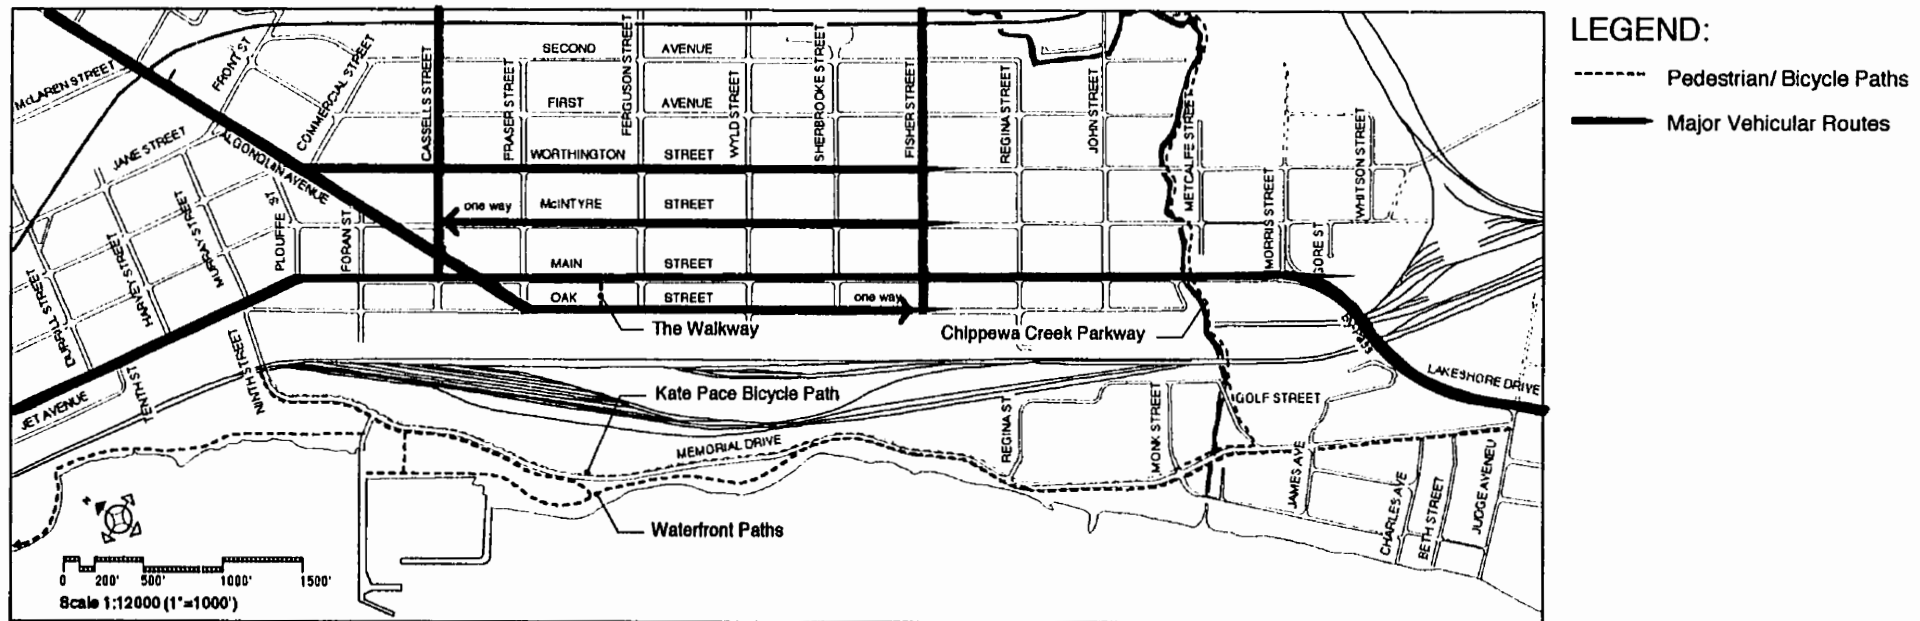 LEGEND:
Pedestrian/ Bicycle Paths
Major Vehicular Routes
McLAREN STREET
FRONT ST
COMMERCIAL STREET
CASSELLS STREET
FRASER STREET
SECOND AVENUE
FERGUSON STREET
WYLD STREET
SHERBROOKE STREET
FISHER STREET
REGINA STREET
JOHN STREET
METCALFE STREET
MORRIS STREET
WHITSON STREET
GORE ST
FIRST AVENUE
WORTHINGTON STREET
one way
McINTYRE STREET
MAIN STREET
OAK STREET
one way
JANE STREET
ALGONQUIN AVENUE
DURRILL STREET
HARVEY STREET
MURRAY STREET
PLOUFFE ST
FORAN ST
JET AVENUE
TENTH ST
NINTH STREET
The Walkway
Chippewa Creek Parkway
Kate Pace Bicycle Path
MEMORIAL DRIVE
Waterfront Paths
REGINA ST
MONK STREET
GOLF STREET
LAKESHORE DRIVE
JAMES AVE
CHARLES AVE
BETH STREET
JUDGE AVENEU
N
0 200' 500' 1000' 1500'
Scale 1:12000 (1"=1000')